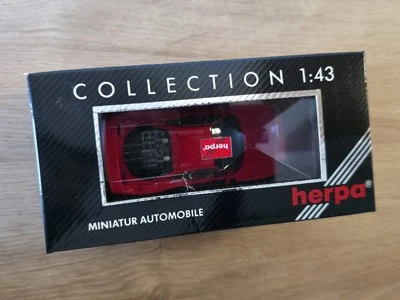 COLLECTION 1:43
herpa®
herpa®
MINIATUR AUTOMOBILE